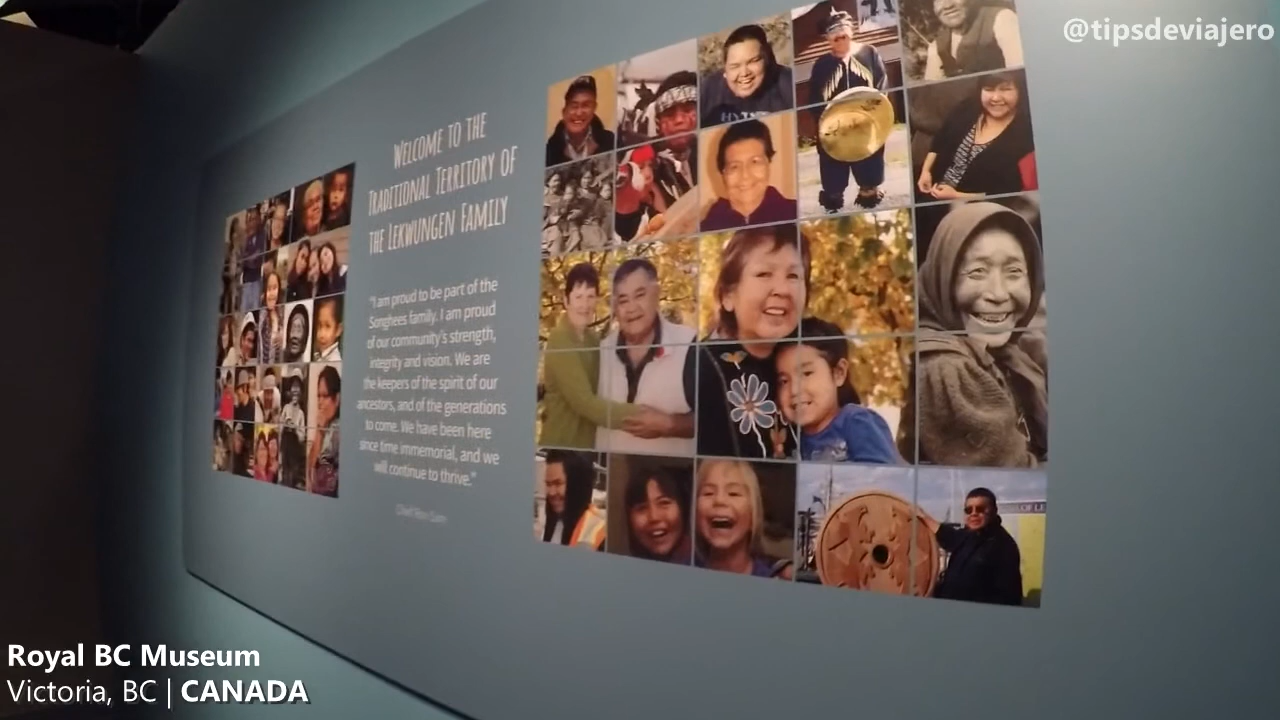 @tipsdeviajero
WELCOME TO THE
TRADITIONAL TERRITORY OF
THE LEKWUNGEN FAMILY
"I am proud to be part of the
Songhees family. I am proud
of our community's strength,
integrity and vision. We are
the keepers of the spirit of our
ancestors, and of the generations
to come. We have been here
since time immemorial, and we
will continue to thrive."
Chief Ron Sam
Royal BC Museum
Victoria, BC | CANADA